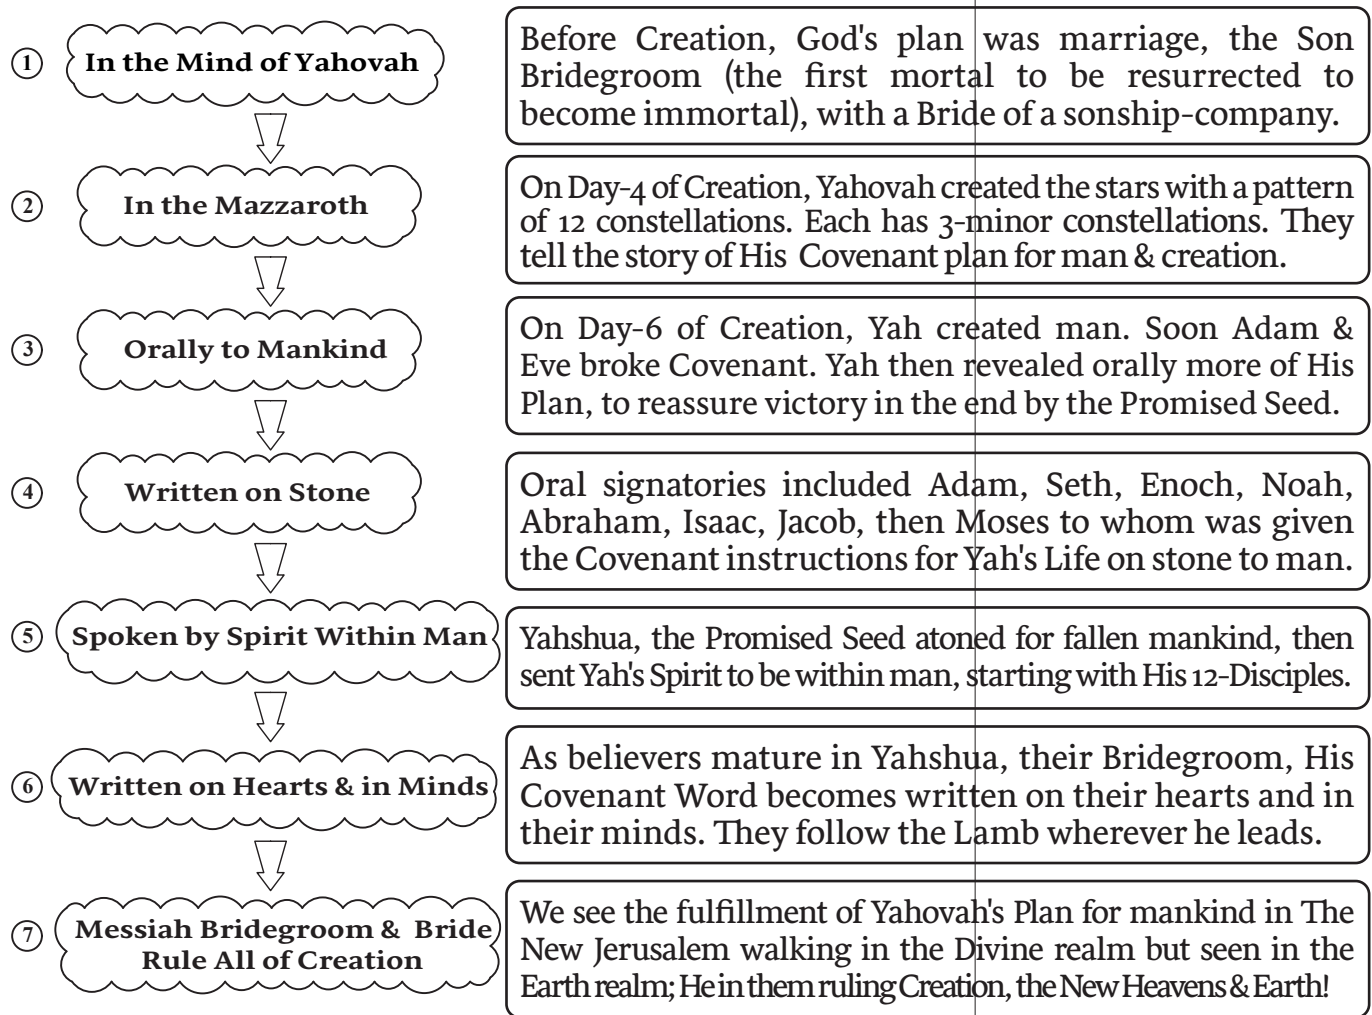 1
In the Mind of Yahovah
Before Creation, God's plan was marriage, the Son
Bridegroom (the first mortal to be resurrected to
become immortal), with a Bride of a sonship-company.
2
In the Mazzaroth
On Day-4 of Creation, Yahovah created the stars with a pattern
of 12 constellations. Each has 3-minor constellations. They
tell the story of His Covenant plan for man & creation.
3
Orally to Mankind
On Day-6 of Creation, Yah created man. Soon Adam &
Eve broke Covenant. Yah then revealed orally more of His
Plan, to reassure victory in the end by the Promised Seed.
4
Written on Stone
Oral signatories included Adam, Seth, Enoch, Noah,
Abraham, Isaac, Jacob, then Moses to whom was given
the Covenant instructions for Yah's Life on stone to man.
5
Spoken by Spirit Within Man
Yahshua, the Promised Seed atoned for fallen mankind, then
sent Yah's Spirit to be within man, starting with His 12-Disciples.
6
Written on Hearts & in Minds
As believers mature in Yahshua, their Bridegroom, His
Covenant Word becomes written on their hearts and in
their minds. They follow the Lamb wherever he leads.
7
Messiah Bridegroom & Bride
Rule All of Creation
We see the fulfillment of Yahovah's Plan for mankind in The
New Jerusalem walking in the Divine realm but seen in the
Earth realm; He in them ruling Creation, the New Heavens & Earth!